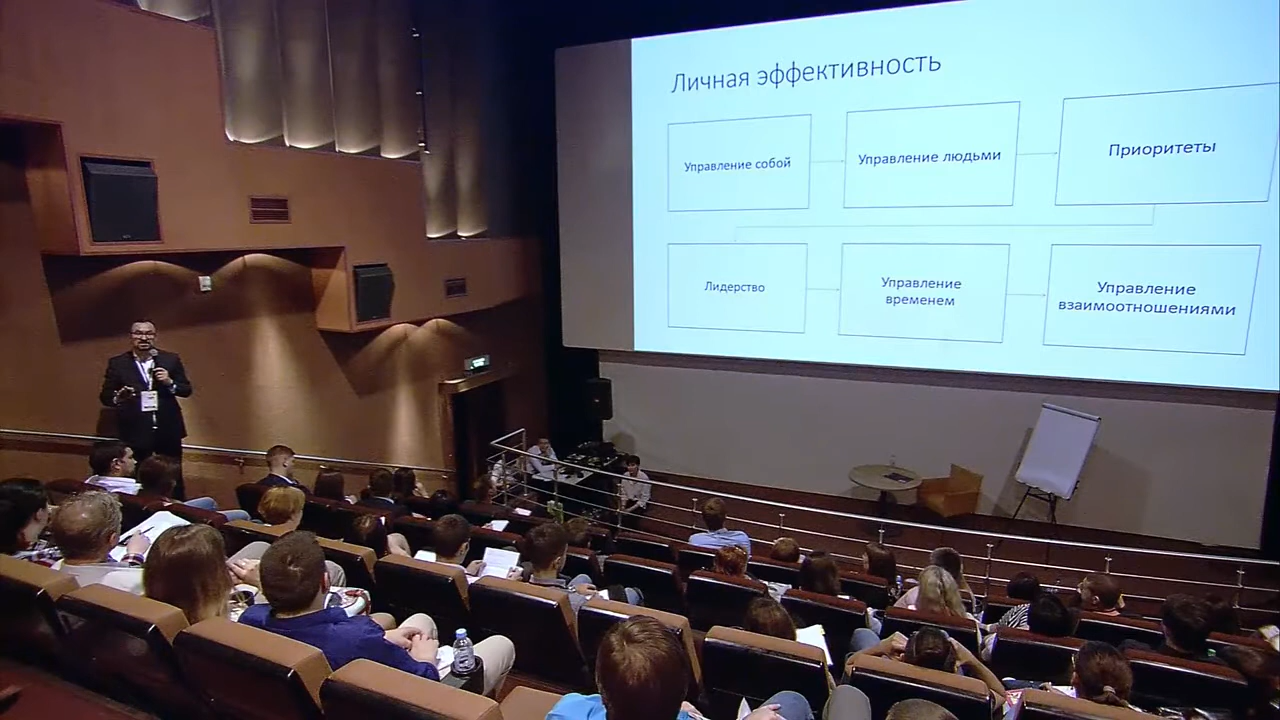 Личная эффективность
Управление собой
Управление людьми
Приоритеты
Лидерство
Управление
временем
Управление
взаимоотношениями